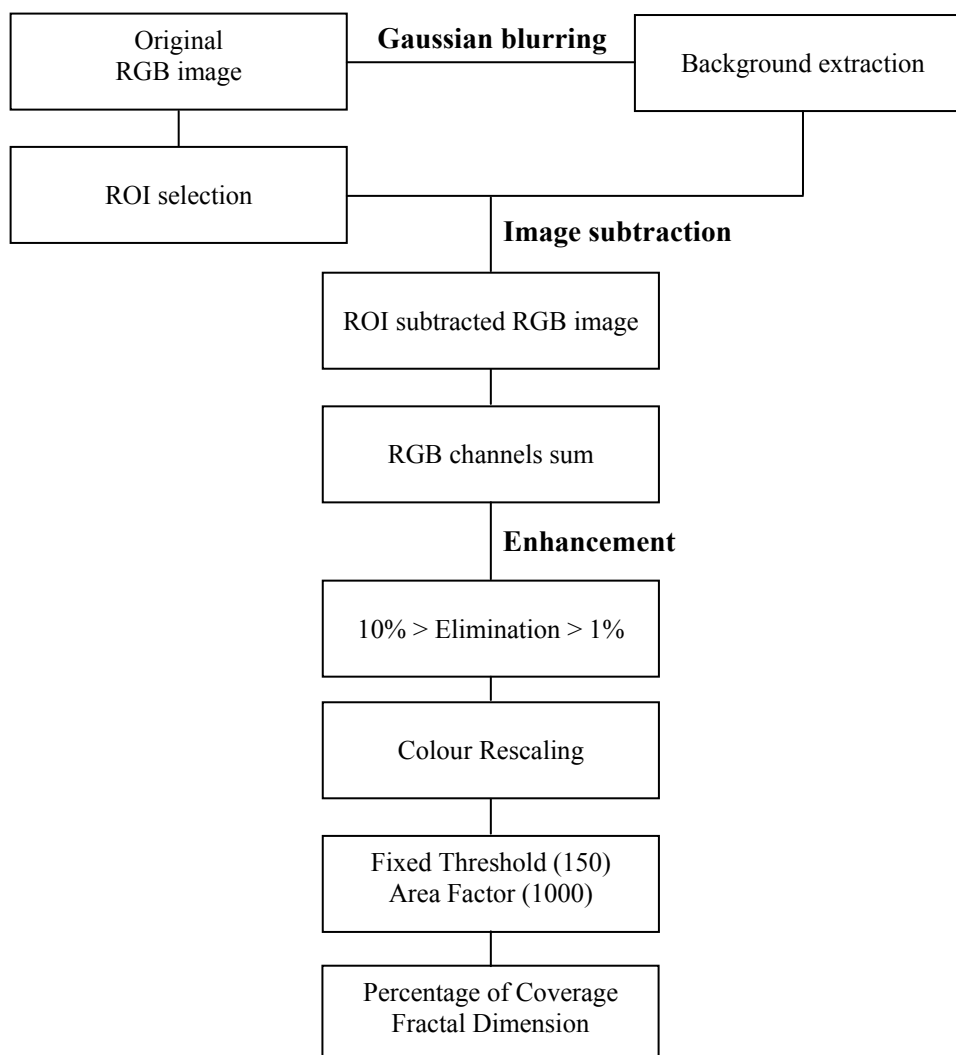 Original
RGB image
Gaussian blurring
Background extraction
ROI selection
Image subtraction
ROI subtracted RGB image
RGB channels sum
Enhancement
10% > Elimination > 1%
Colour Rescaling
Fixed Threshold (150)
Area Factor (1000)
Percentage of Coverage
Fractal Dimension